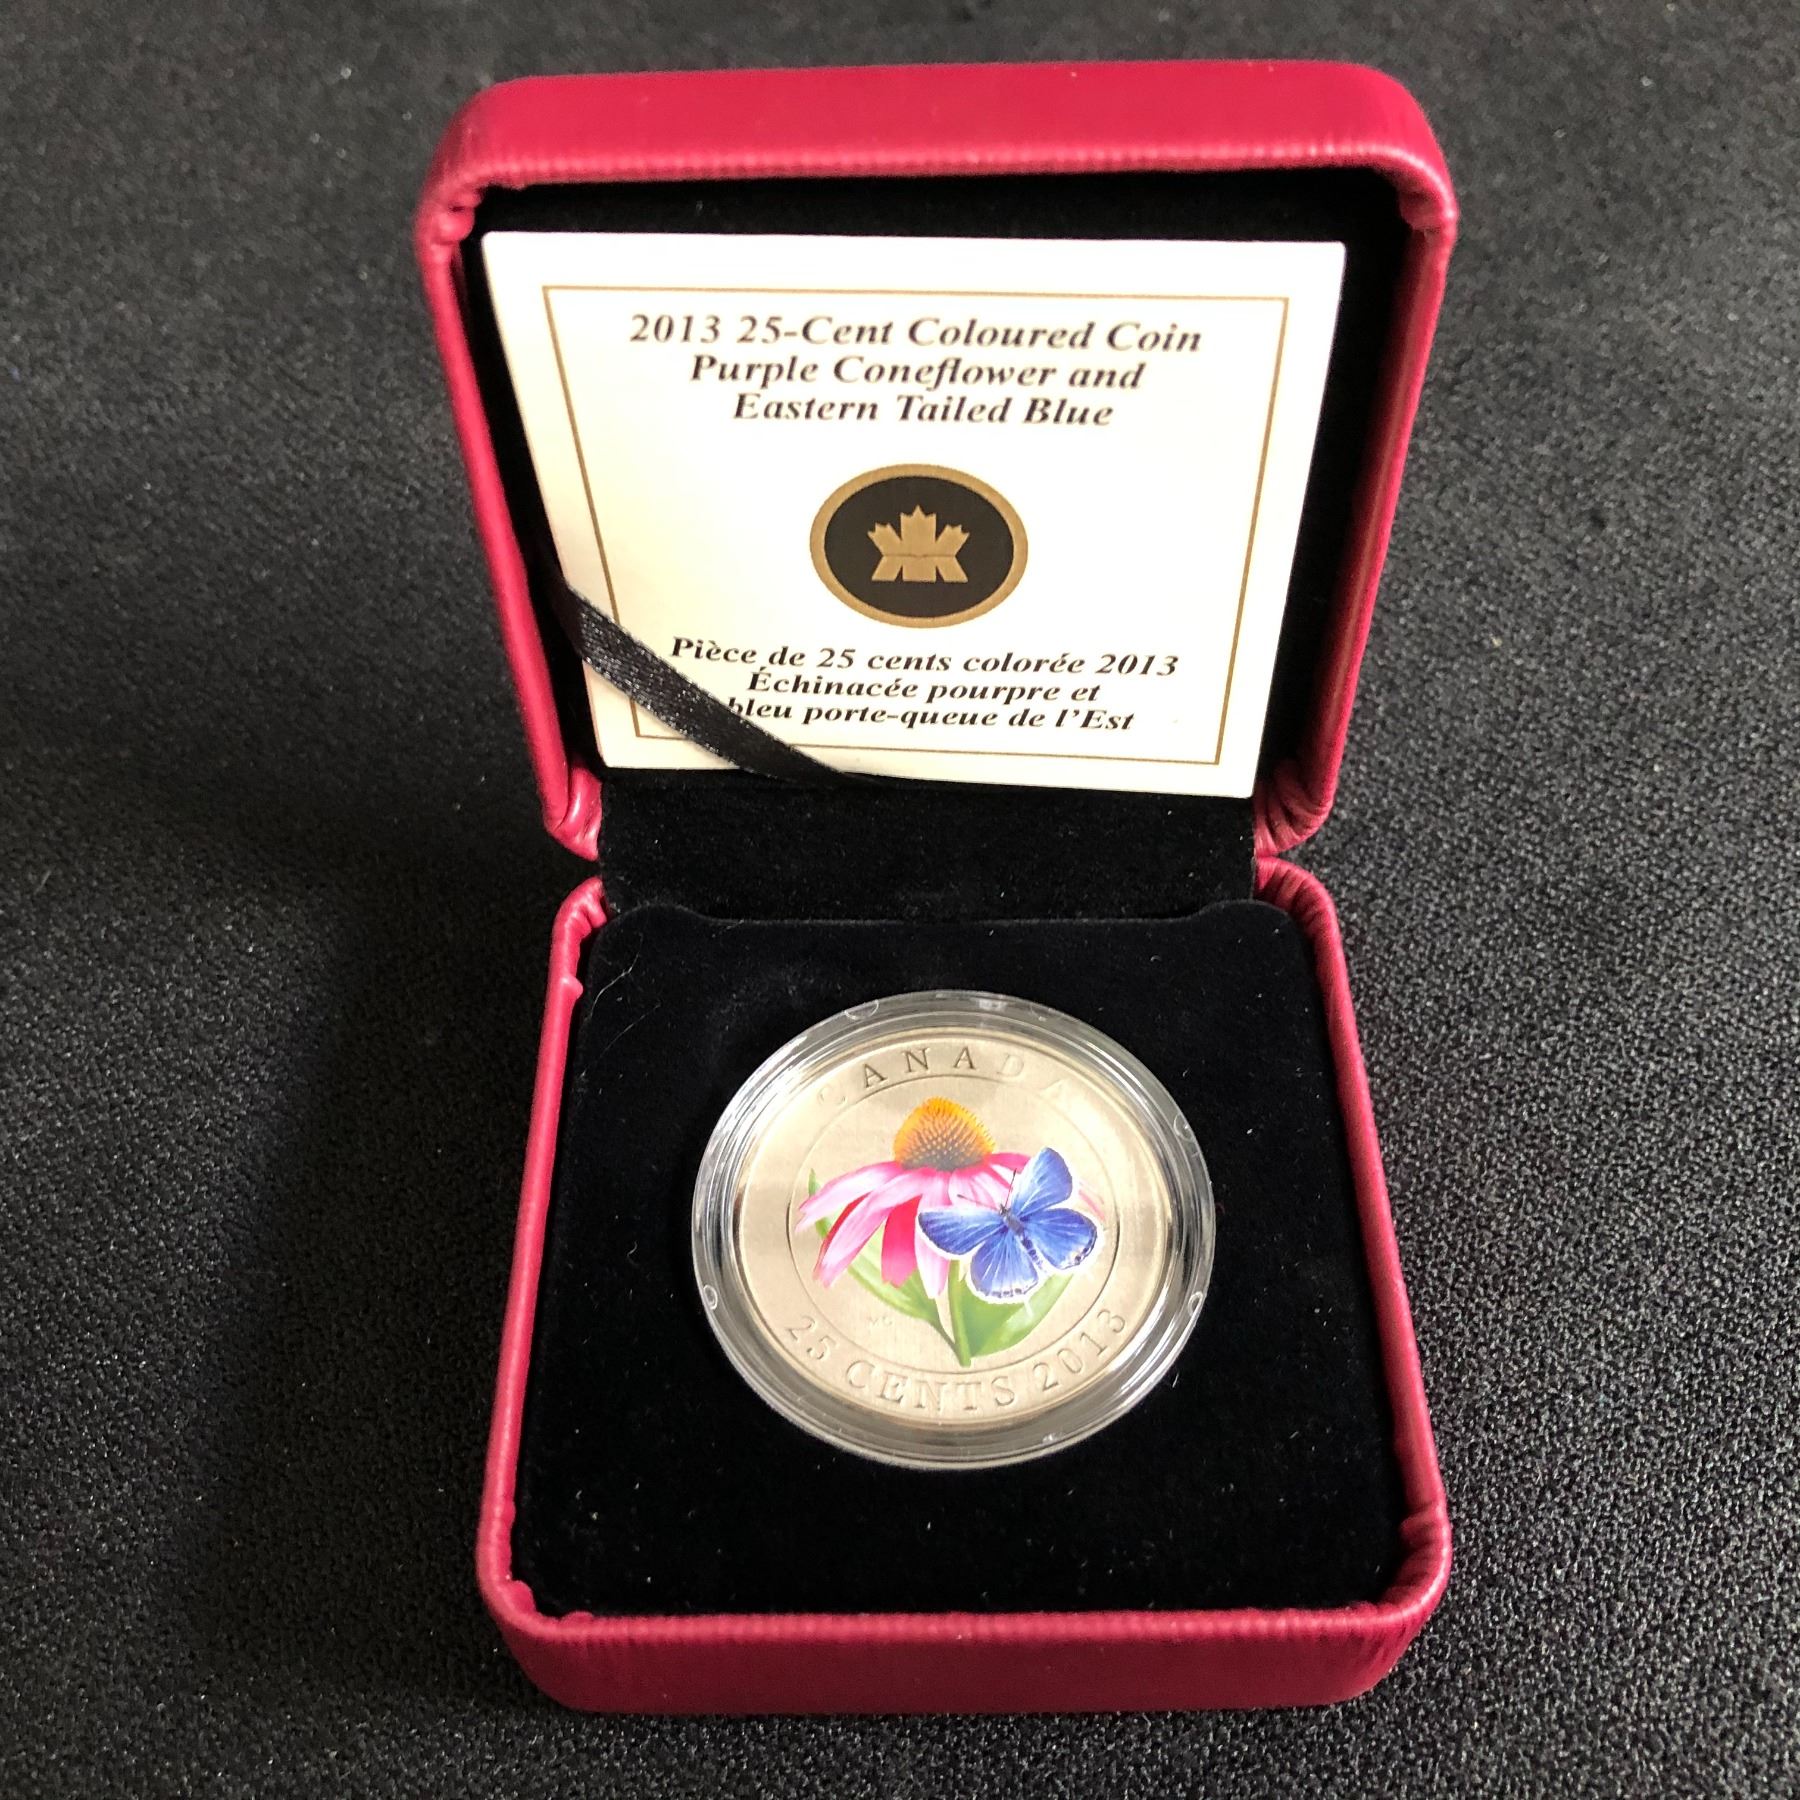 2013 25-Cent Coloured Coin
Purple Coneflower and
Eastern Tailed Blue
Pièce de 25 cents colorée 2013
Échinacée pourpre et
bleu porte-queue de l'Est
CANADA
25 CENTS 2013